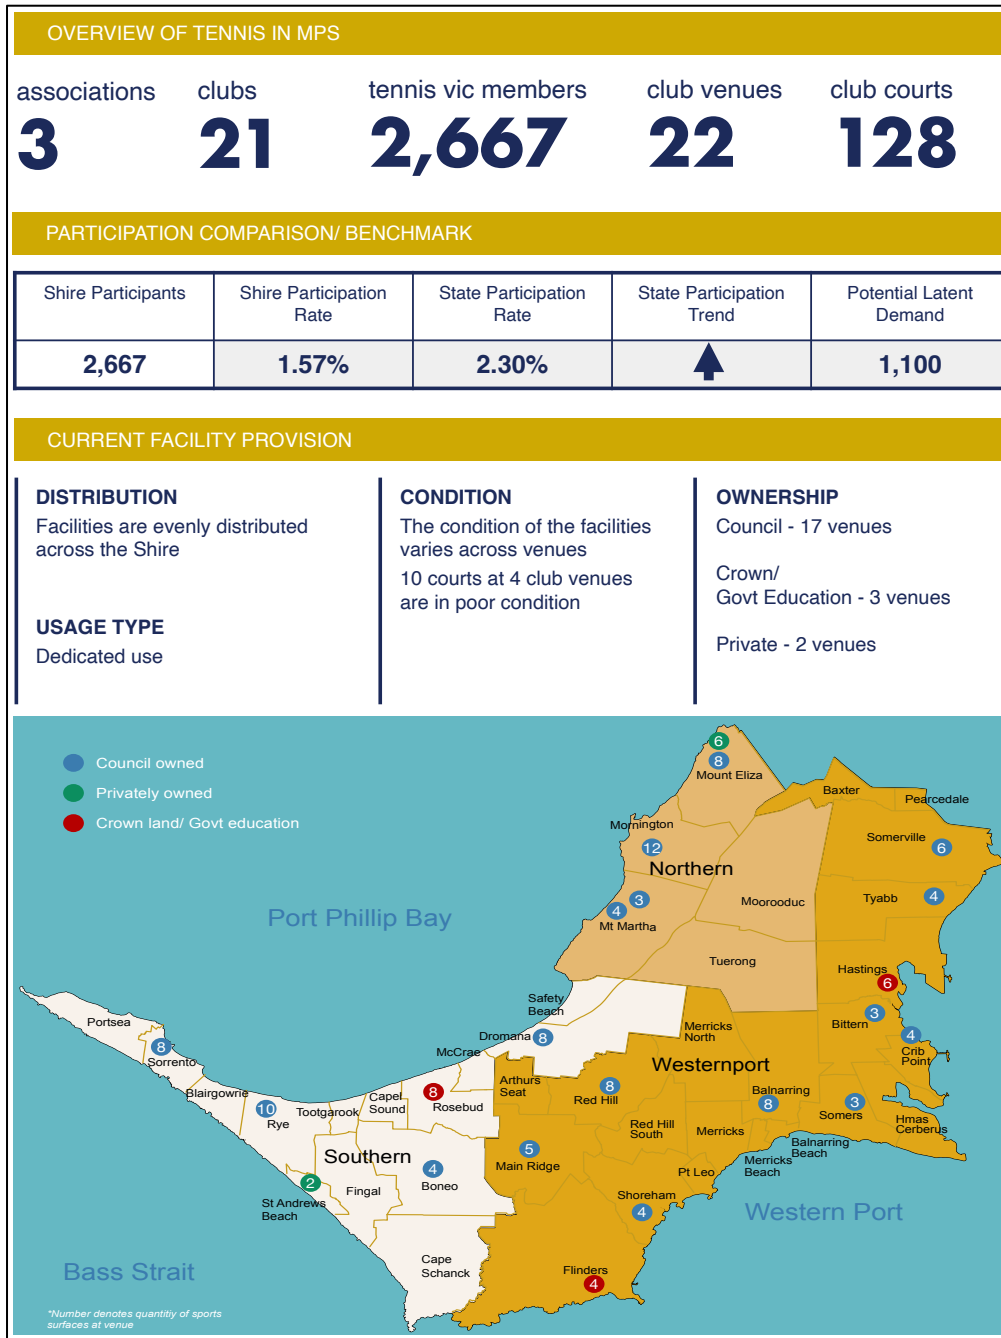 OVERVIEW OF TENNIS IN MPS
associations
clubs
tennis vic members
club venues
club courts
3
21
2,667
22
128
PARTICIPATION COMPARISON/ BENCHMARK
Shire Participants
Shire Participation
Rate
State Participation
Rate
State Participation
Trend
Potential Latent
Demand
2,667
1.57%
2.30%
1,100
CURRENT FACILITY PROVISION
DISTRIBUTION
Facilities are evenly distributed
across the Shire
USAGE TYPE
Dedicated use
CONDITION
The condition of the facilities
varies across venues
10 courts at 4 club venues
are in poor condition
OWNERSHIP
Council - 17 venues
Crown/
Govt Education - 3 venues
Private - 2 venues
Council owned
Privately owned
Crown land/ Govt education
6
8
Mount Eliza
Baxter
Pearcedale
Mornington
12
Somerville
6
Northern
Moorooduc
Tyabb
4
3
4
Mt Martha
Port Phillip Bay
Tuerong
Hastings
6
Safety
Beach
Dromana
8
Portsea
8
Sorrento
Merricks
North
Bittern
3
4
Crib
Point
McCrae
Westernport
Blairgowne
10
Rye
Tootgarook
Capel
Sound
8
Rosebud
Arthurs
Seat
8
Red Hill
Balnarring
8
3
Somers
Hmas
Cerberus
Red Hill
South
Merricks
Balnarring
Beach
Southern
5
Main Ridge
Merricks
Beach
Pt Leo
4
Boneo
2
Fingal
St Andrews
Beach
Shoreham
4
Western Port
Cape
Schanck
Flinders
4
Bass Strait
*Number denotes quantitiy of sports
surfaces at venue